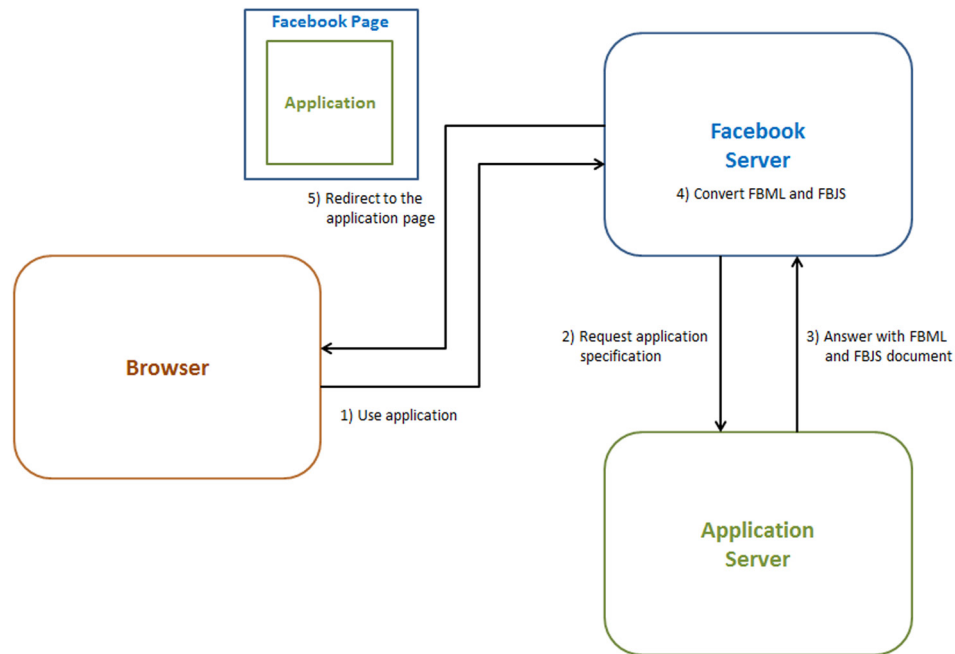 Facebook Page
Application
Facebook
Server
4) Convert FBML and FBJS
5) Redirect to the
application page
2) Request application
specification
3) Answer with FBML
and FBJS document
Browser
1) Use application
Application
Server